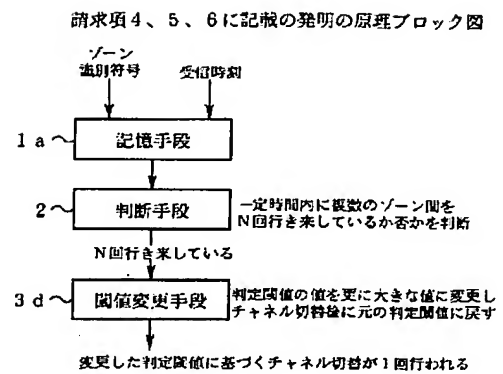 請求項４、５、６に記載の発明の原理ブロック図
ゾーン
識別符号
受信時刻
１ａ
記憶手段
２
判断手段
一定時間内に複数のゾーン間を
Ｎ回行き来しているか否かを判断
Ｎ回行き来している
３ｄ
閾値変更手段
判定閾値の値を更に大きな値に変更し
チャネル切替後に元の判定閾値に戻す
変更した判定閾値に基づくチャネル切替が１回行われる